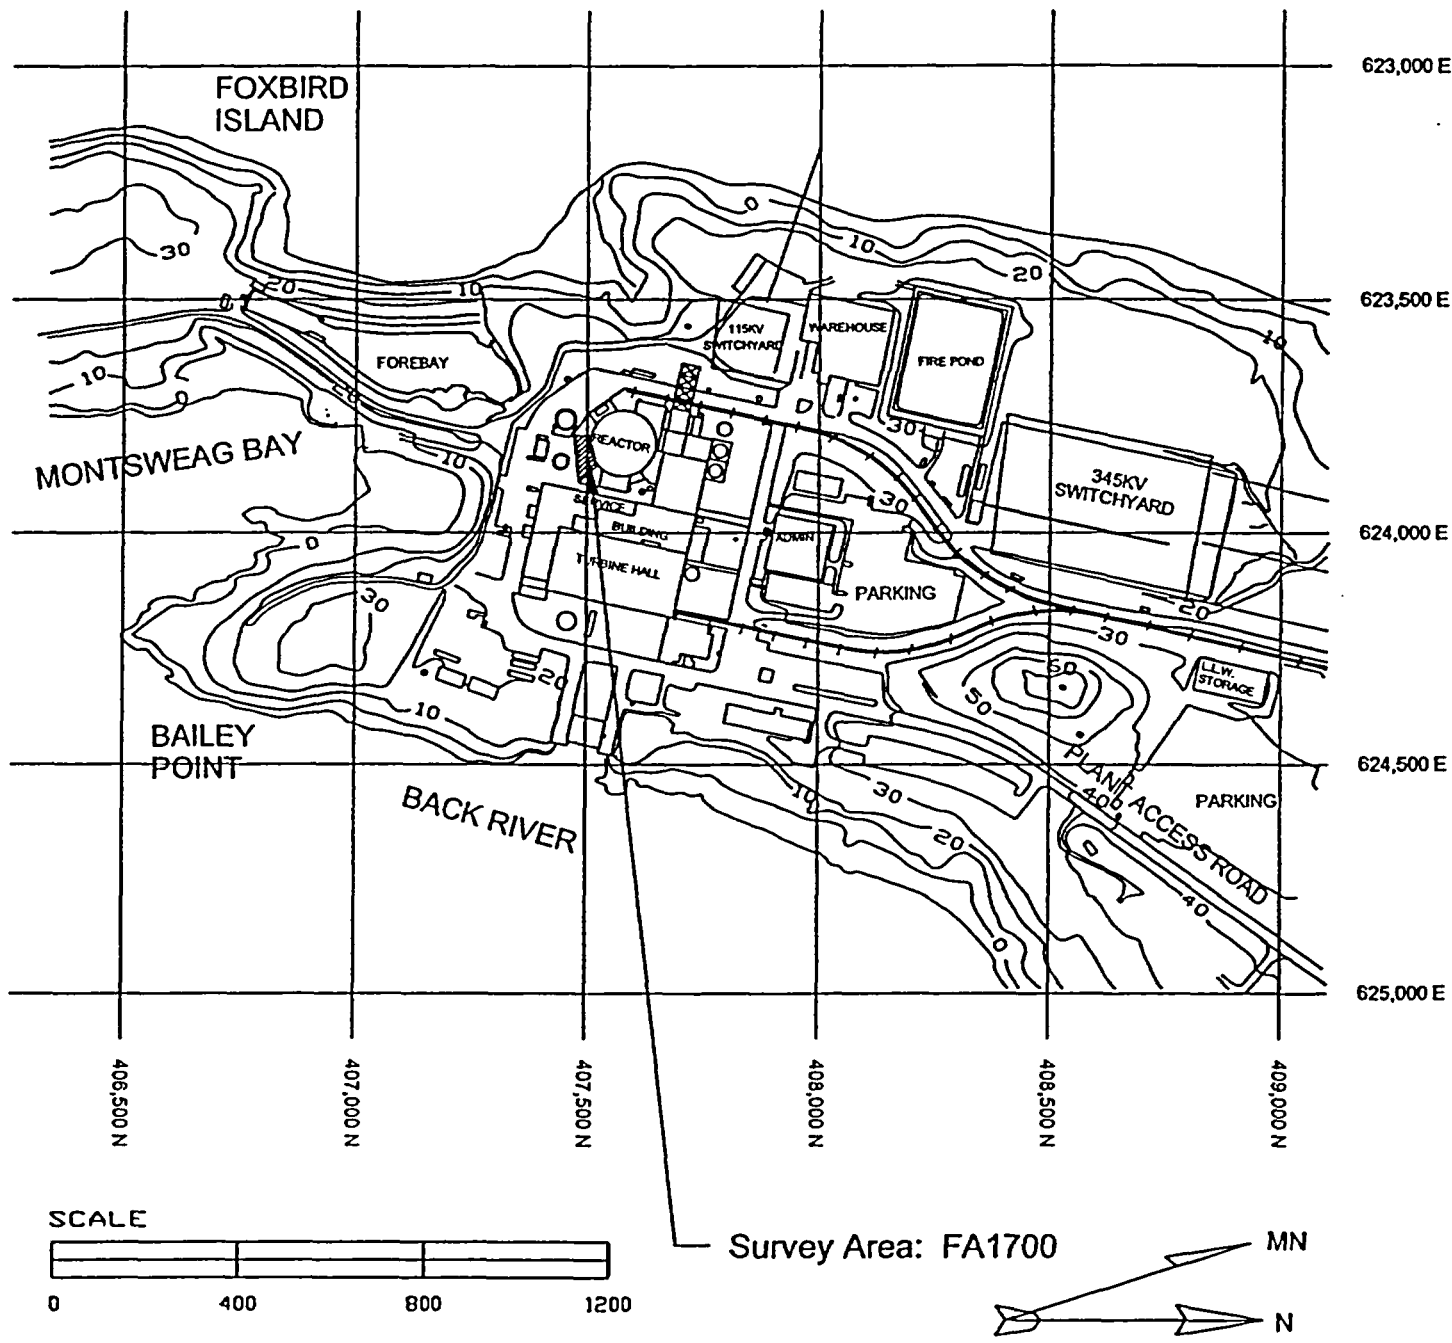 623,000 E
FOXBIRD
ISLAND
0
10
30
20
20
10
623,500 E
115KV
SWITCHYARD
WAREHOUSE
FOREBAY
FIRE POND
10
10
0
30
REACTOR
MONTSWEAG BAY
10
345KV
SWITCHYARD
30
SERVICE
BUILDING
624,000 E
ADMIN
0
TURBINE HALL
PARKING
30
20
30
60
L.L.W.
STORAGE
20
50
10
BAILEY
POINT
624,500 E
PLANT ACCESS ROAD
BACK RIVER
10
30
40
PARKING
20
40
0
625,000 E
406,500 N
407,000 N
407,500 N
408,000 N
408,500 N
409,000 N
SCALE
0 400 800 1200
Survey Area: FA1700
MN
N